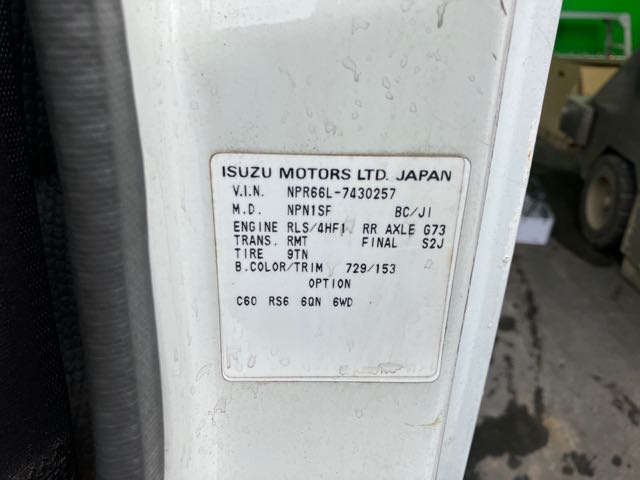 ISUZU MOTORS LTD. JAPAN
V.I.N. NPR66L-7430257
M.D. NPN1SF BC/JI
ENGINE RLS/4HF1 RR AXLE G73
TRANS. RMT FINAL S2J
TIRE 9TN
B.COLOR/TRIM 729/153
OPTION
C60 RS6 6QN 6WD